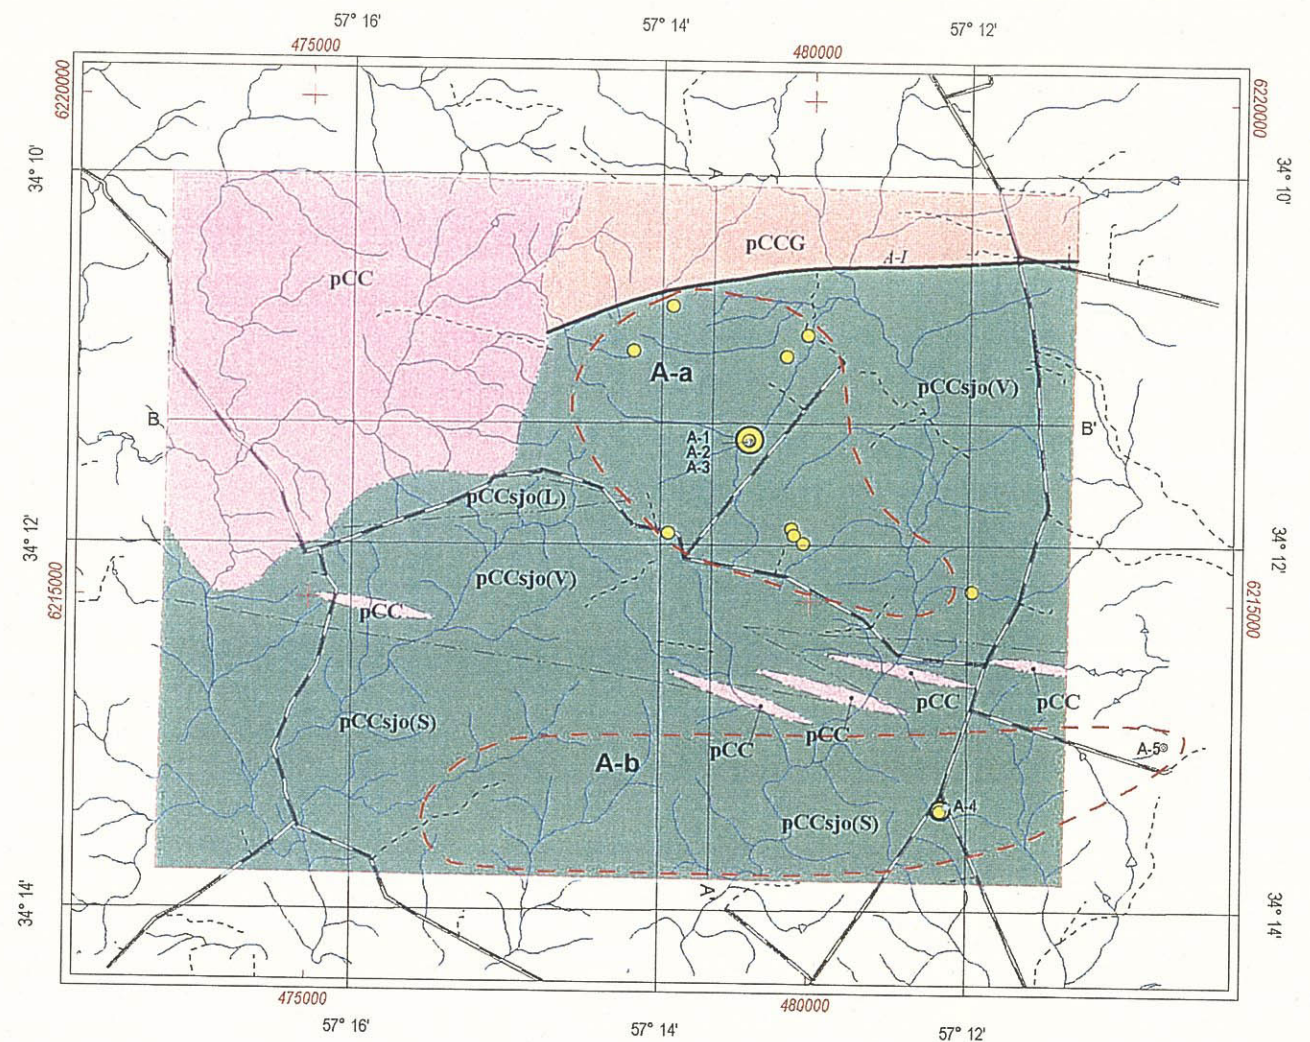 57° 16'
57° 14'
57° 12'
475000
480000
6220000
6220000
34° 10'
34° 10'
A
pCCG
A-I
pCC
A-a
pCCsjo(V)
B
B'
A-1
A-2
A-3
pCCsjo(L)
34° 12'
34° 12'
pCCsjo(V)
6215000
6215000
pCC
pCC
pCC
pCCsjo(S)
pCC
pCC
A-5
A-b
A-4
pCCsjo(S)
A'
34° 14'
34° 14'
475000
480000
57° 16'
57° 14'
57° 12'